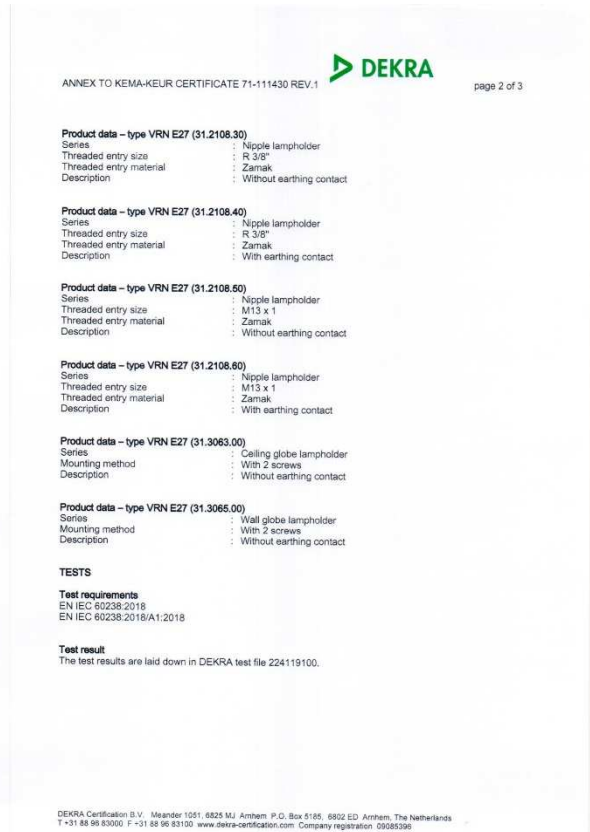 DEKRA
ANNEX TO KEMA-KEUR CERTIFICATE 71-111430 REV.1
page 2 of 3
Product data – type VRN E27 (31.2108.30)
Series : Nipple lampholder
Threaded entry size : R 3/8"
Threaded entry material : Zamak
Description : Without earthing contact
Product data – type VRN E27 (31.2108.40)
Series : Nipple lampholder
Threaded entry size : R 3/8"
Threaded entry material : Zamak
Description : With earthing contact
Product data – type VRN E27 (31.2108.50)
Series : Nipple lampholder
Threaded entry size : M13 x 1
Threaded entry material : Zamak
Description : Without earthing contact
Product data – type VRN E27 (31.2108.60)
Series : Nipple lampholder
Threaded entry size : M13 x 1
Threaded entry material : Zamak
Description : With earthing contact
Product data – type VRN E27 (31.3063.00)
Series : Ceiling globe lampholder
Mounting method : With 2 screws
Description : Without earthing contact
Product data – type VRN E27 (31.3065.00)
Series : Wall globe lampholder
Mounting method : With 2 screws
Description : Without earthing contact
TESTS
Test requirements
EN IEC 60238:2018
EN IEC 60238:2018/A1:2018
Test result
The test results are laid down in DEKRA test file 224119100.
DEKRA Certification B.V. Meander 1051, 6825 MJ Arnhem P.O. Box 5185, 6802 ED Arnhem, The Netherlands
T +31 88 96 83000 F +31 88 96 83100 www.dekra-certification.com Company registration 09085396